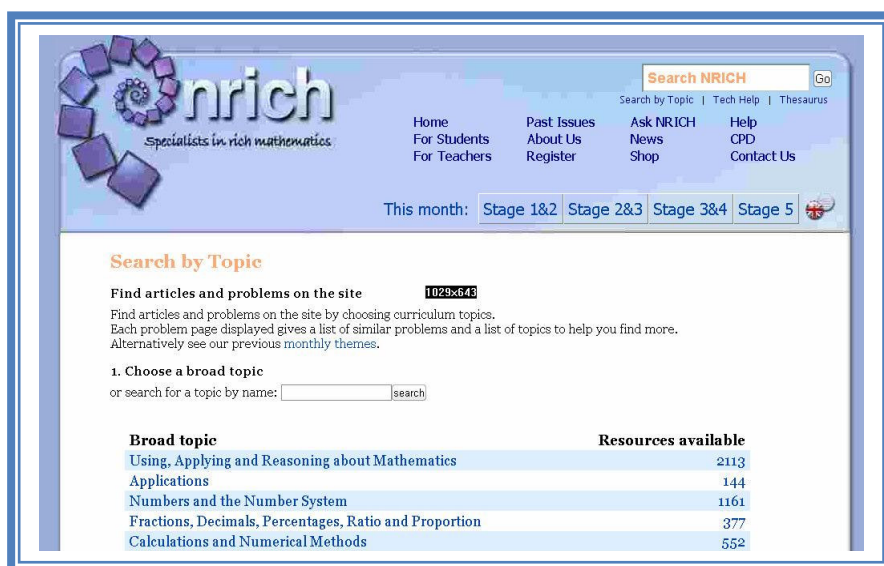 nrich
Specialists in rich mathematics
Search NRICH Go
Search by Topic | Tech Help | Thesaurus
Home Past Issues Ask NRICH Help
For Students About Us News CPD
For Teachers Register Shop Contact Us
This month: Stage 1&2 Stage 2&3 Stage 3&4 Stage 5
Search by Topic
Find articles and problems on the site 1029×643
Find articles and problems on the site by choosing curriculum topics.
Each problem page displayed gives a list of similar problems and a list of topics to help you find more.
Alternatively see our previous monthly themes.
1. Choose a broad topic
or search for a topic by name: search
Broad topic Resources available
Using, Applying and Reasoning about Mathematics 2113
Applications 144
Numbers and the Number System 1161
Fractions, Decimals, Percentages, Ratio and Proportion 377
Calculations and Numerical Methods 552